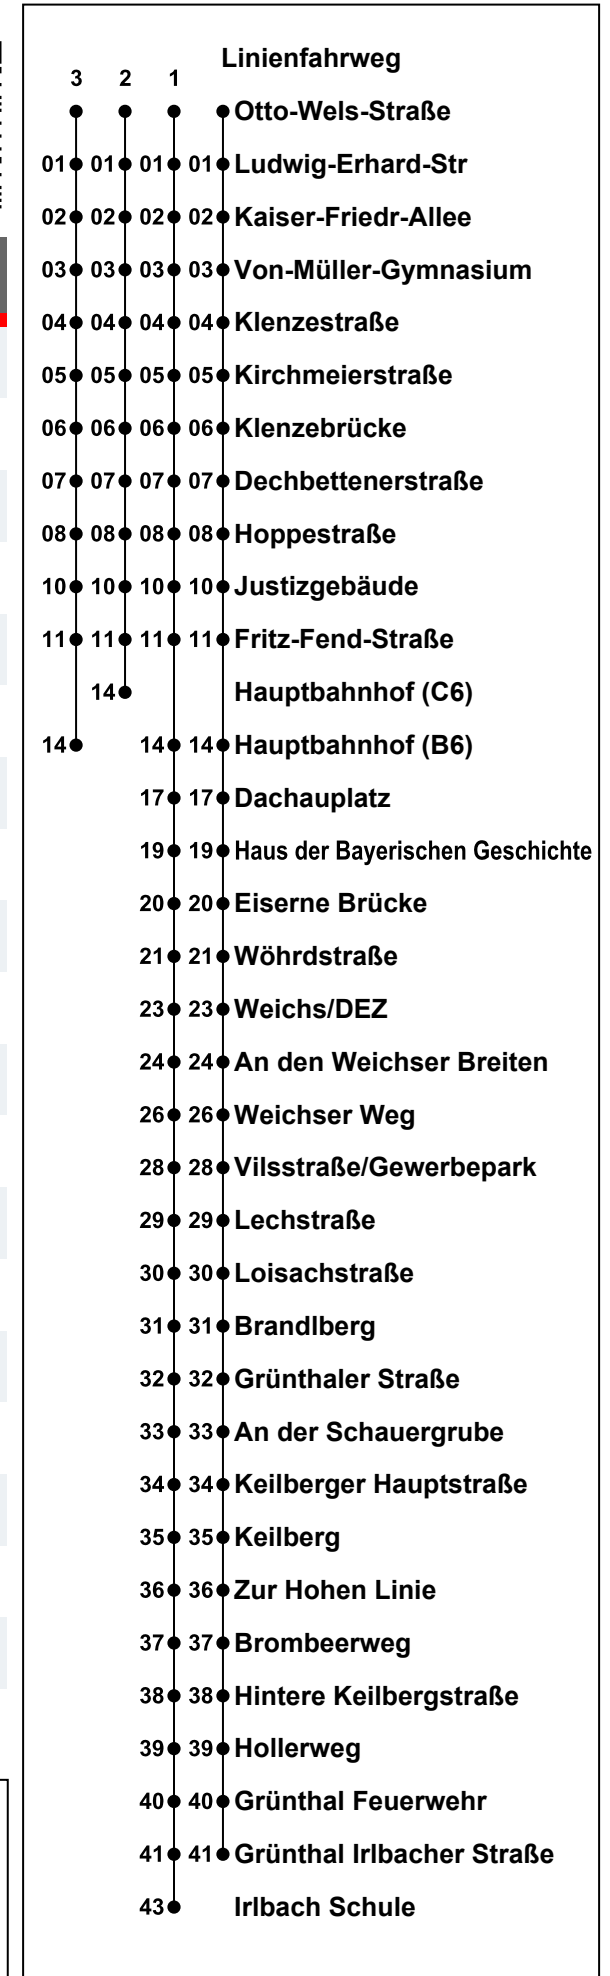 Linienfahrweg
3 2 1
Otto-Wels-Straße
01 01 01 01 Ludwig-Erhard-Str
02 02 02 02 Kaiser-Friedr-Allee
03 03 03 03 Von-Müller-Gymnasium
04 04 04 04 Klenzestraße
05 05 05 05 Kirchmeierstraße
06 06 06 06 Klenzebrücke
07 07 07 07 Dechbettenerstraße
08 08 08 08 Hoppestraße
10 10 10 10 Justizgebäude
11 11 11 11 Fritz-Fend-Straße
14 Hauptbahnhof (C6)
14 14 14 Hauptbahnhof (B6)
17 17 Dachauplatz
19 19 Haus der Bayerischen Geschichte
20 20 Eiserne Brücke
21 21 Wöhrdstraße
23 23 Weichs/DEZ
24 24 An den Weichser Breiten
26 26 Weichser Weg
28 28 Vilsstraße/Gewerbepark
29 29 Lechstraße
30 30 Loisachstraße
31 31 Brandlberg
32 32 Grünthaler Straße
33 33 An der Schauergrube
34 34 Keilberger Hauptstraße
35 35 Keilberg
36 36 Zur Hohen Linie
37 37 Brombeerweg
38 38 Hintere Keilbergstraße
39 39 Hollerweg
40 40 Grünthal Feuerwehr
41 41 Grünthal Irlbacher Straße
43 Irlbach Schule